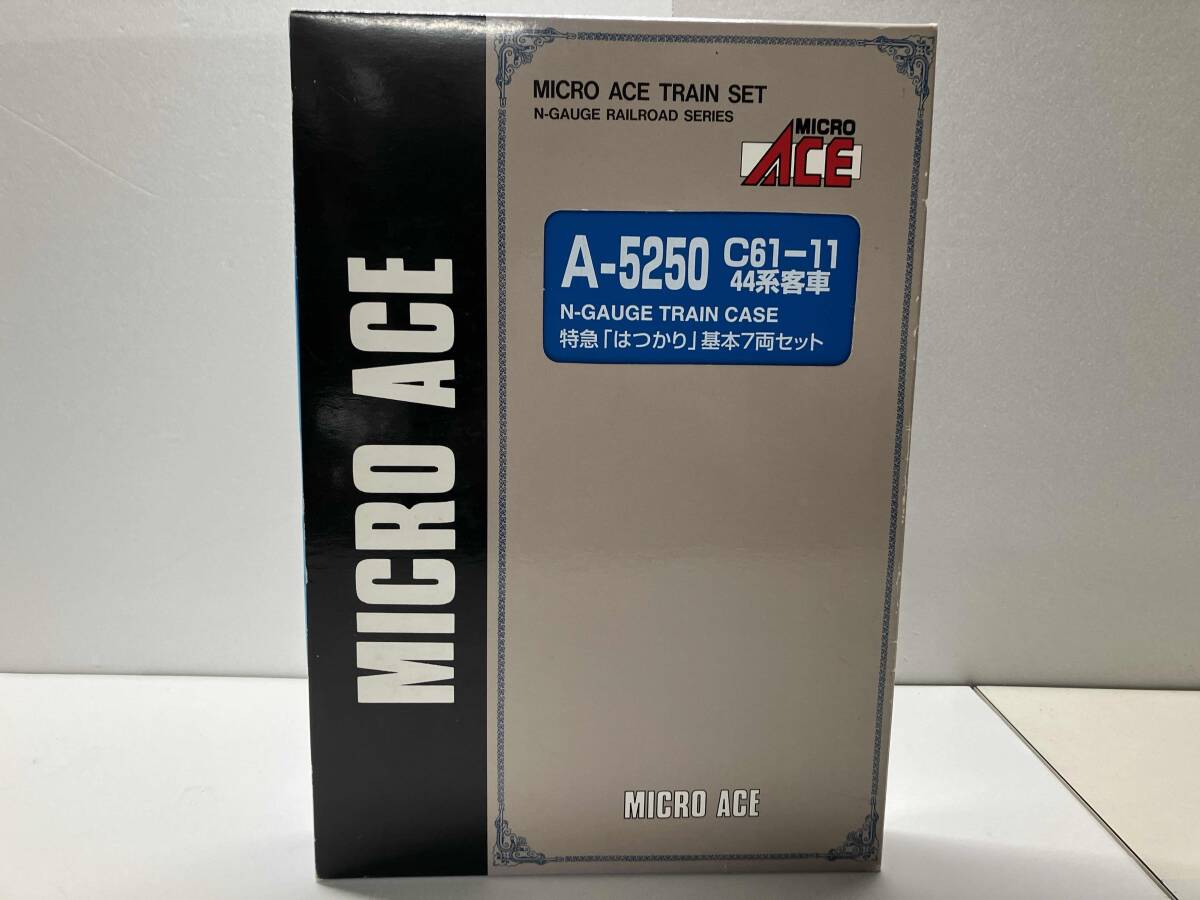 MICRO ACE
MICRO ACE TRAIN SET
N-GAUGE RAILROAD SERIES
MICRO
ACE
A-5250 C61-11
44系客車
N-GAUGE TRAIN CASE
特急「はつかり」基本7両セット
MICRO ACE